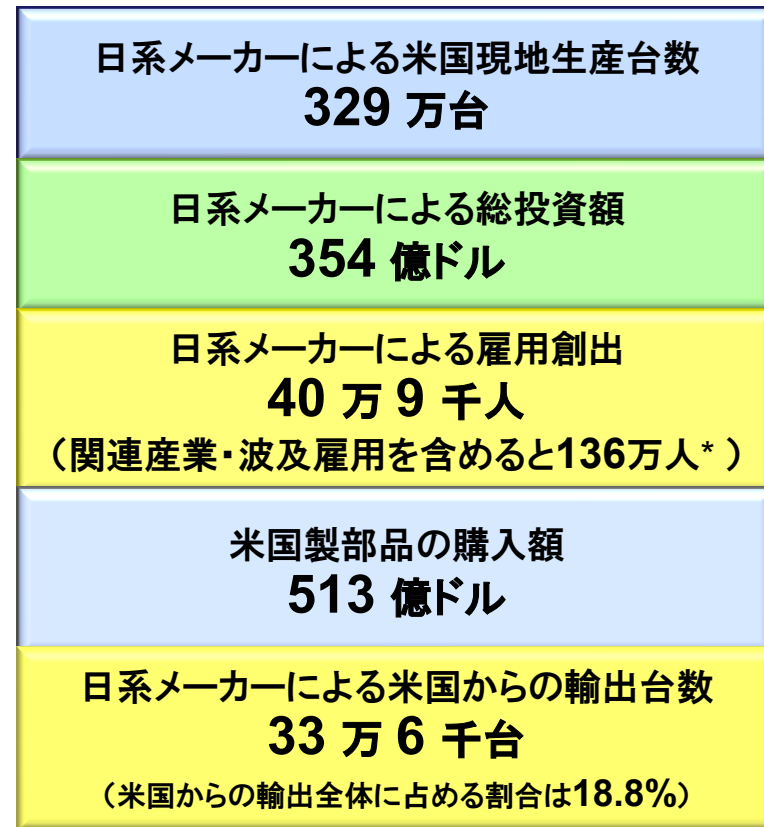 日系メーカーによる米国現地生産台数
329 万台
日系メーカーによる総投資額
354 億ドル
日系メーカーによる雇用創出
40 万 9 千人
（関連産業・波及雇用を含めると136万人* ）
米国製部品の購入額
513 億ドル
日系メーカーによる米国からの輸出台数
33 万 6 千台
（米国からの輸出全体に占める割合は18.8%）